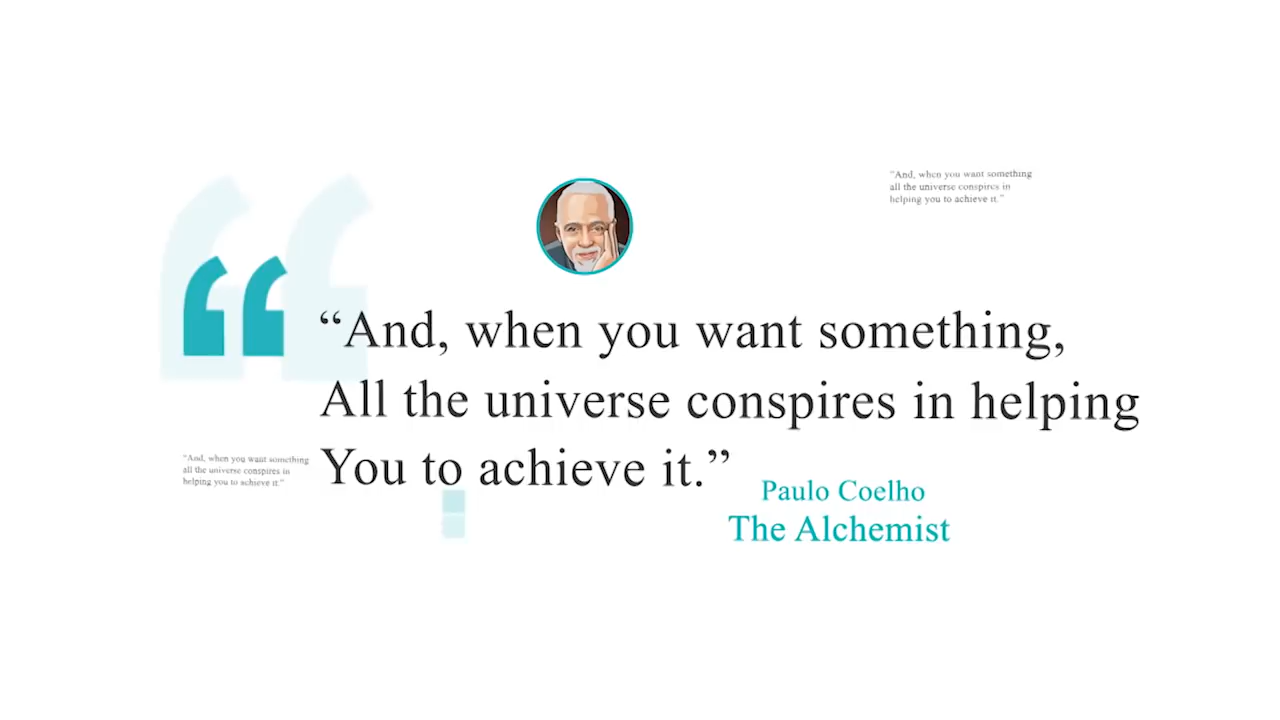 "And, when you want something
all the universe conspires in
helping you to achieve it."
“And, when you want something,
All the universe conspires in helping
You to achieve it.”
"And, when you want something
all the universe conspires in
helping you to achieve it."
Paulo Coelho
The Alchemist